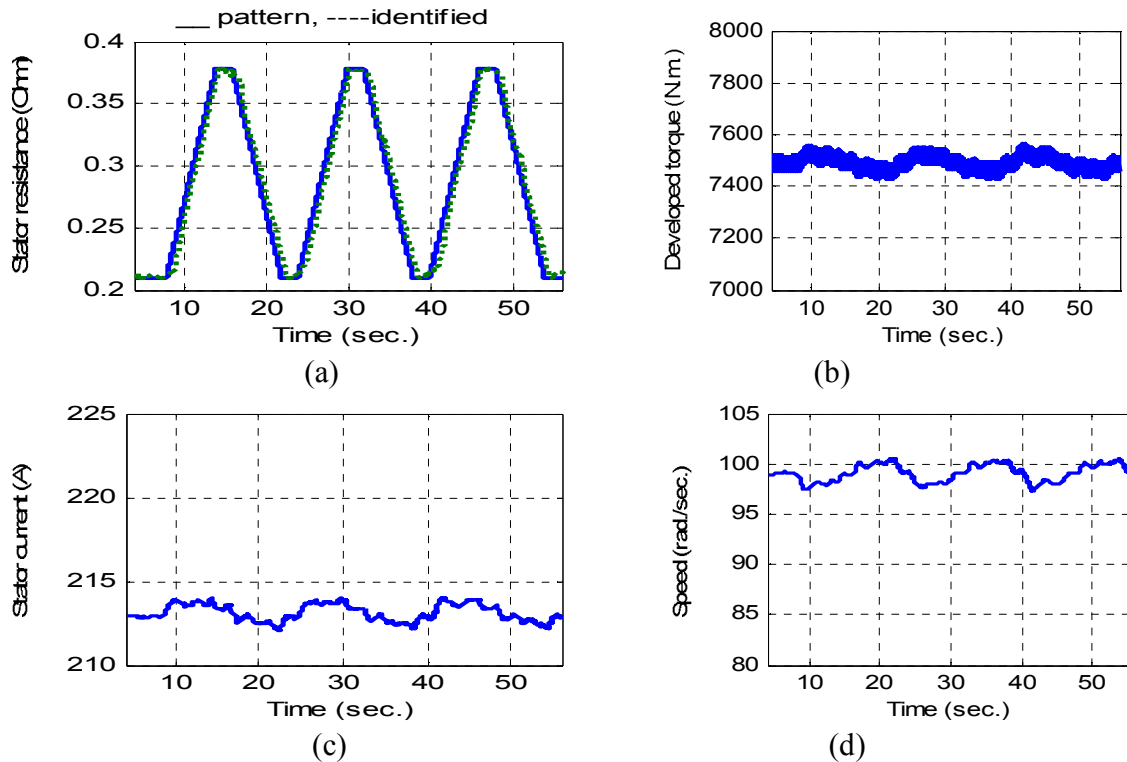 __ pattern, ----identified
Stator resistance (Ohm)
0.4
0.35
0.3
0.25
0.2
10 20 30 40 50
Time (sec.)
(a)
Developed torque (N.m.)
8000
7800
7600
7400
7200
7000
10 20 30 40 50
Time (sec.)
(b)
Stator current (A)
225
220
215
210
10 20 30 40 50
Time (sec.)
(c)
Speed (rad./sec.)
105
100
95
90
85
80
10 20 30 40 50
Time (sec.)
(d)